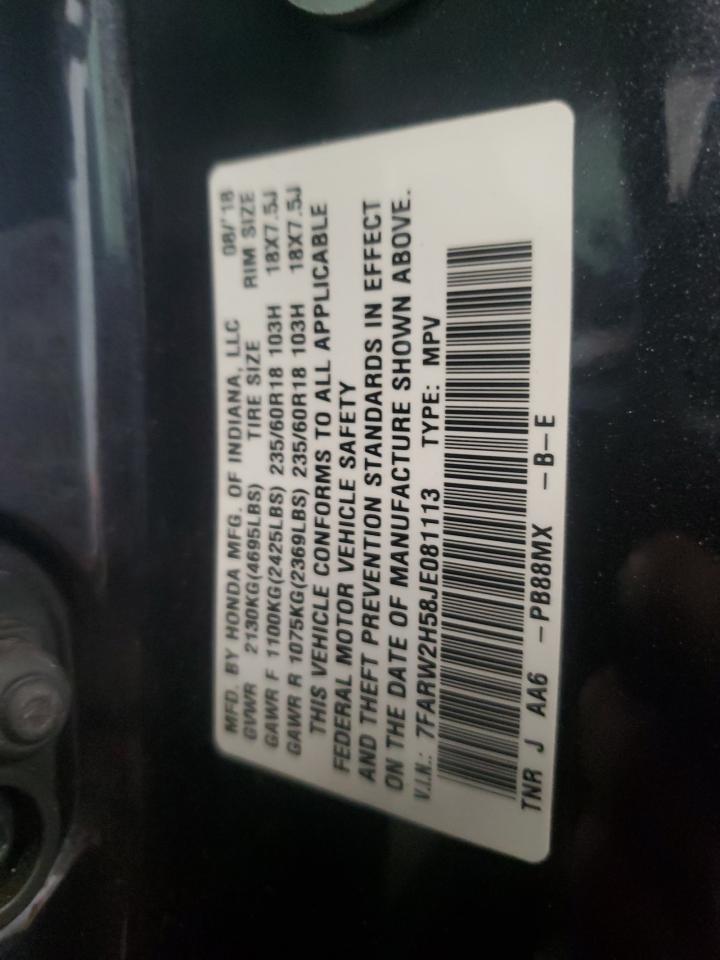 MFD. BY HONDA MFG. OF INDIANA, LLC 08/'18
GVWR 2130KG(4695LBS) TIRE SIZE RIM SIZE
GAWR F 1100KG(2425LBS) 235/60R18 103H 18X7.5J
GAWR R 1075KG(2369LBS) 235/60R18 103H 18X7.5J
THIS VEHICLE CONFORMS TO ALL APPLICABLE
FEDERAL MOTOR VEHICLE SAFETY
AND THEFT PREVENTION STANDARDS IN EFFECT
ON THE DATE OF MANUFACTURE SHOWN ABOVE.
V.I.N.: 7FARW2H58JE081113 TYPE: MPV
TNR J AA6 -PB88MX -B-E